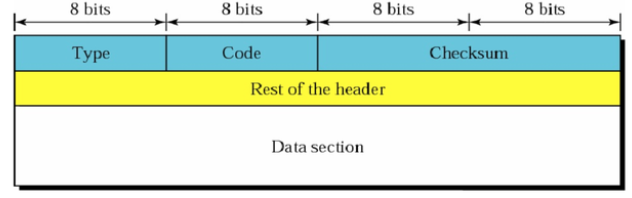 8 bits 8 bits 8 bits 8 bits
Type Code Checksum
Rest of the header
Data section